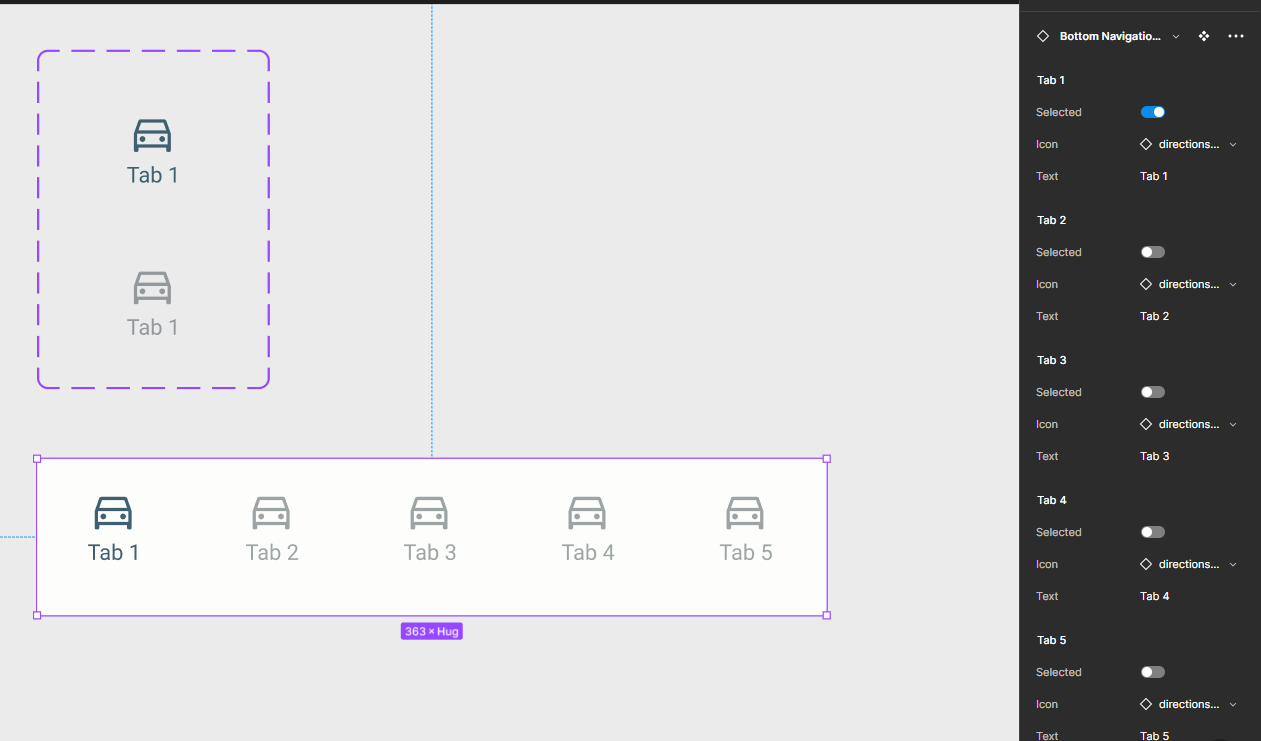 Tab 1
Tab 1
Tab 1
Tab 2
Tab 3
Tab 4
Tab 5
363 × Hug
Bottom Navigatio...
Tab 1
Selected
Icon
directions...
Text
Tab 1
Tab 2
Selected
Icon
directions...
Text
Tab 2
Tab 3
Selected
Icon
directions...
Text
Tab 3
Tab 4
Selected
Icon
directions...
Text
Tab 4
Tab 5
Selected
Icon
directions...
Text
Tab 5